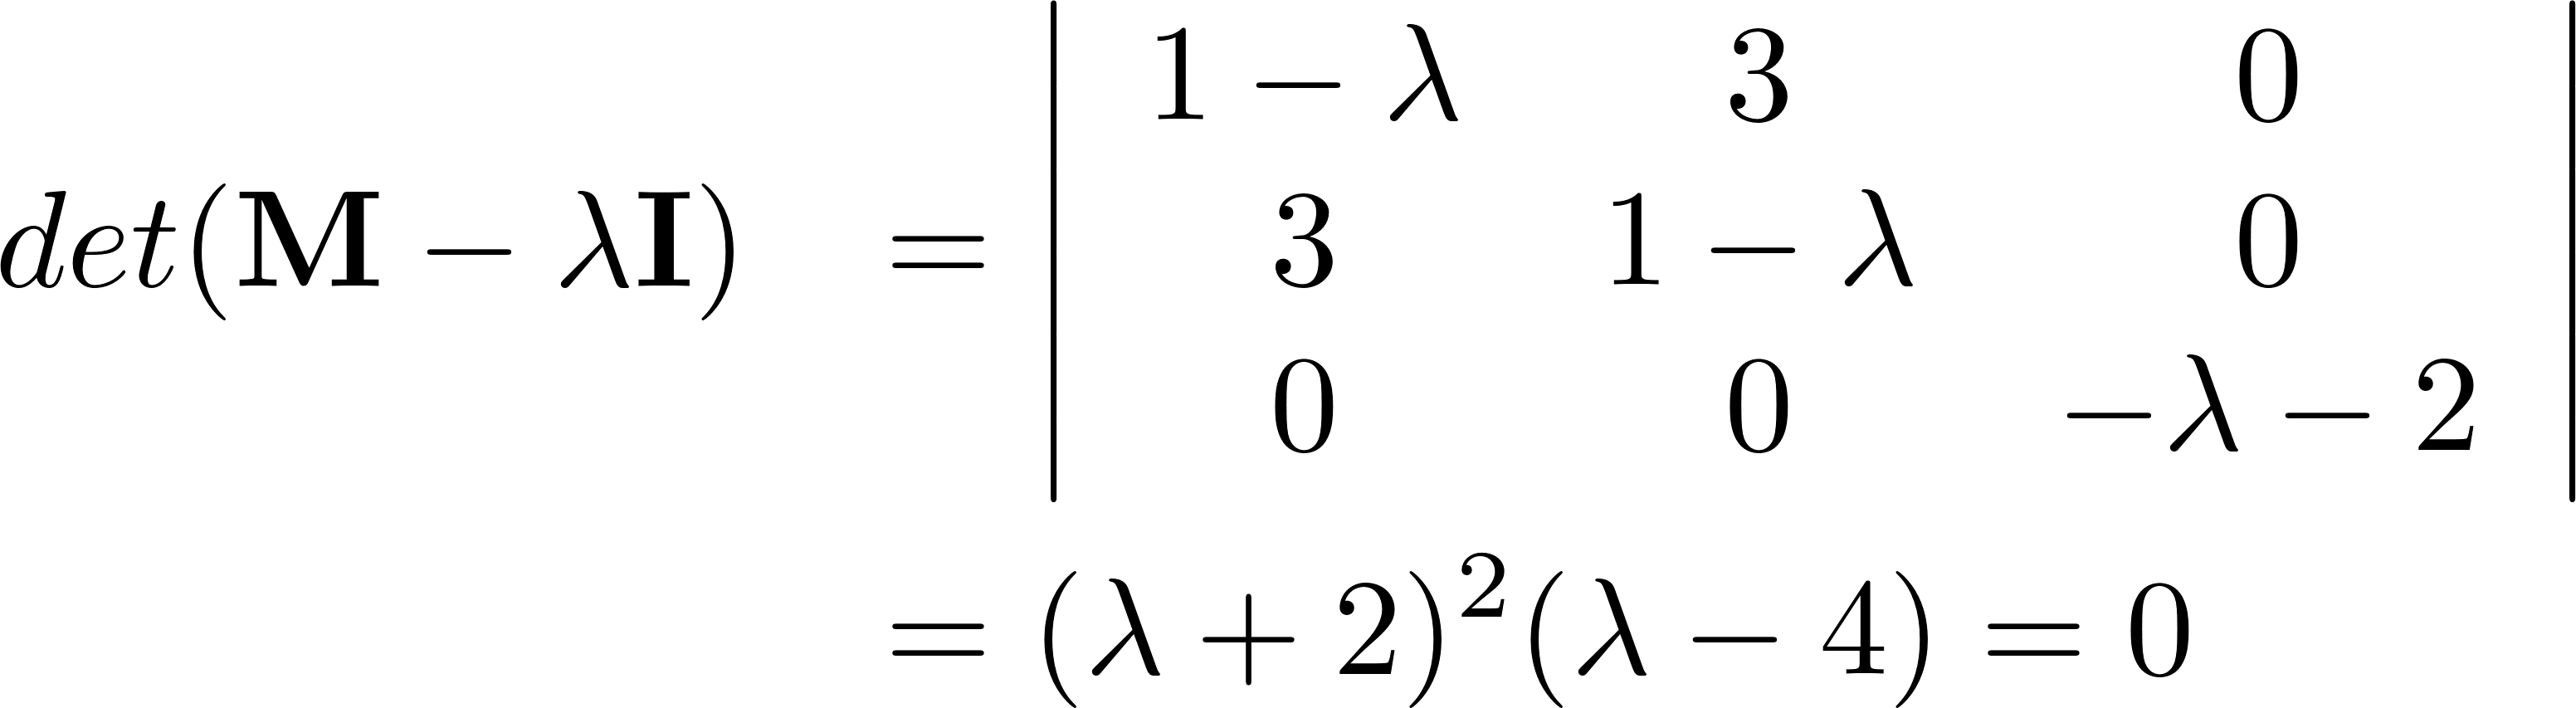 det(𝐌 − λ𝐈) = | 1 − λ 3 0 |
| 3 1 − λ 0 |
| 0 0 −λ − 2 |
= (λ + 2)²(λ − 4) = 0